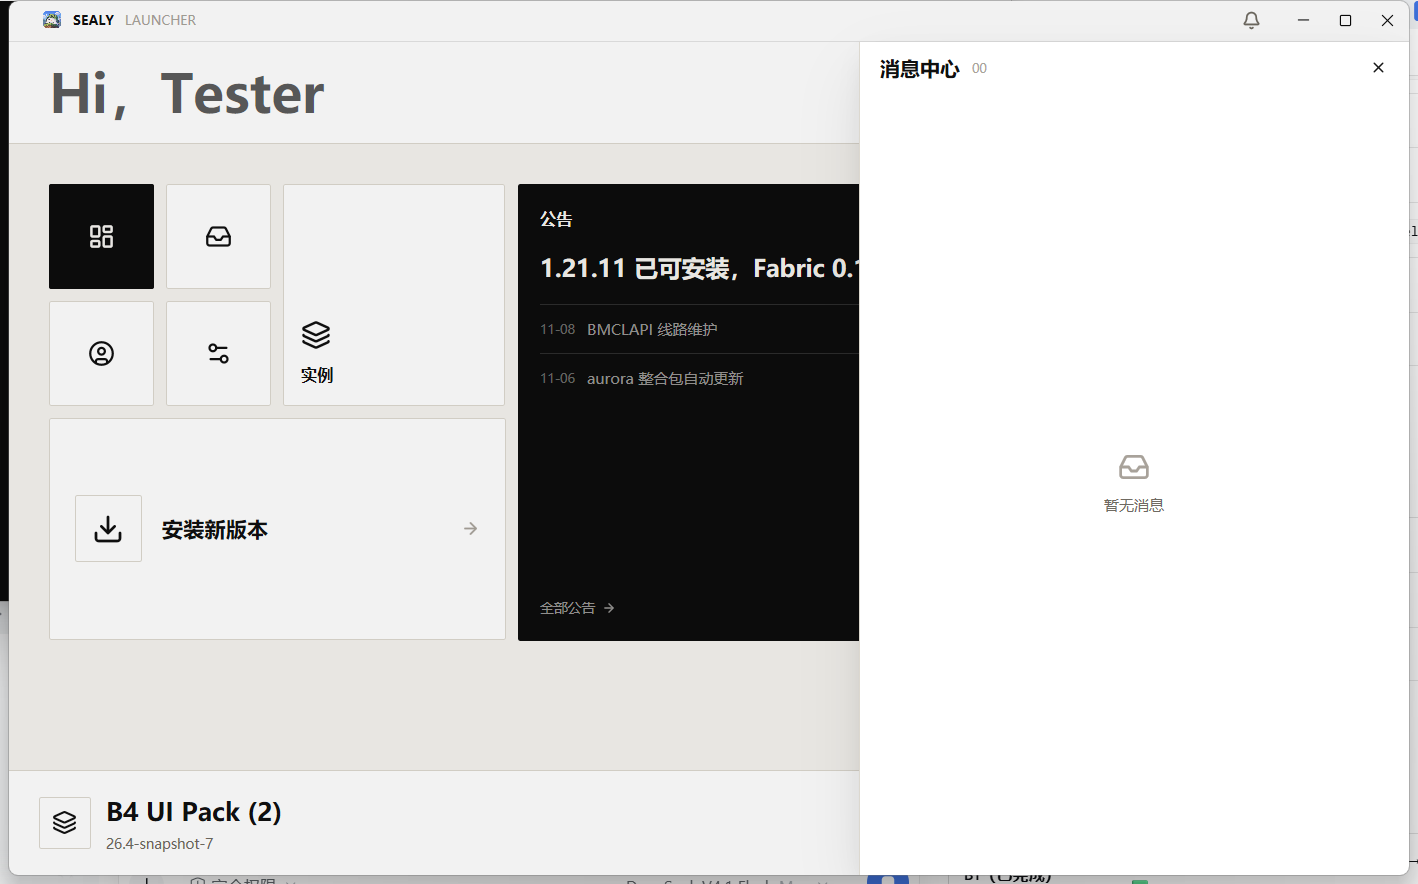 SEALY LAUNCHER
Hi，Tester
消息中心 00
公告
1.21.11 已可安装，Fabric 0.1
11-08 BMCLAPI 线路维护
11-06 aurora 整合包自动更新
实例
暂无消息
安装新版本
全部公告
B4 UI Pack (2)
26.4-snapshot-7